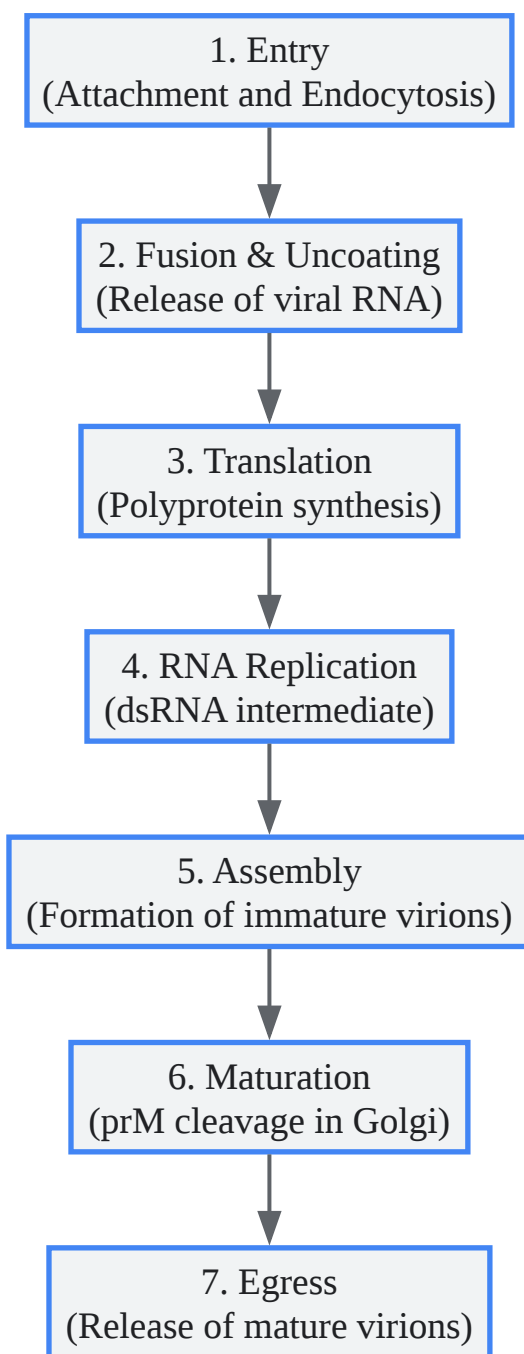 1. Entry
(Attachment and Endocytosis)
2. Fusion & Uncoating
(Release of viral RNA)
3. Translation
(Polyprotein synthesis)
4. RNA Replication
(dsRNA intermediate)
5. Assembly
(Formation of immature virions)
6. Maturation
(prM cleavage in Golgi)
7. Egress
(Release of mature virions)